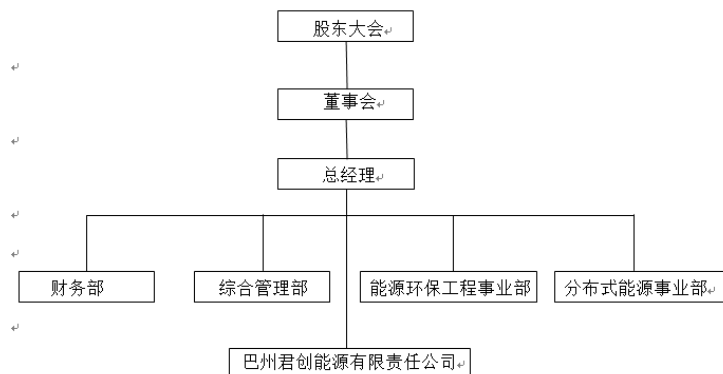 股东大会
董事会
总经理
财务部
综合管理部
能源环保工程事业部
分布式能源事业部
巴州君创能源有限责任公司